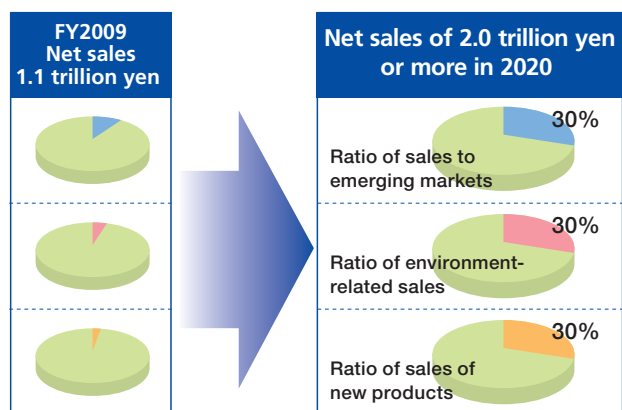 FY2009
Net sales
1.1 trillion yen
Net sales of 2.0 trillion yen
or more in 2020
30%
Ratio of sales to
emerging markets
30%
Ratio of environment-
related sales
30%
Ratio of sales of
new products